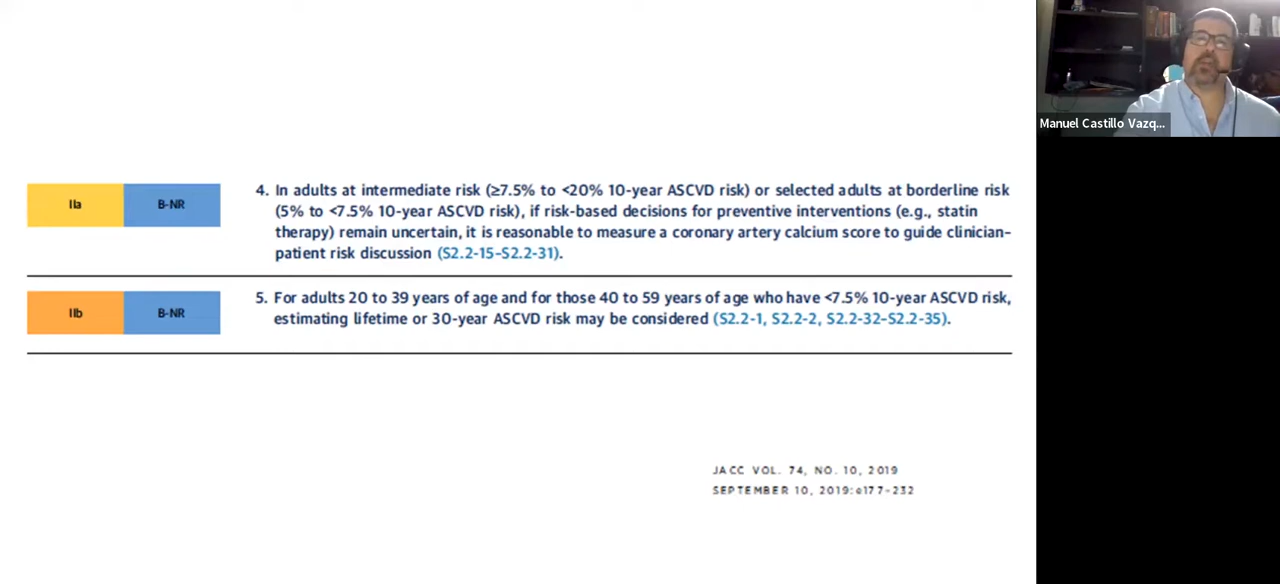 IIa
B-NR
4. In adults at intermediate risk (≥7.5% to <20% 10-year ASCVD risk) or selected adults at borderline risk
(5% to <7.5% 10-year ASCVD risk), if risk-based decisions for preventive interventions (e.g., statin
therapy) remain uncertain, it is reasonable to measure a coronary artery calcium score to guide clinician–
patient risk discussion (S2.2-15–S2.2-31).
IIb
B-NR
5. For adults 20 to 39 years of age and for those 40 to 59 years of age who have <7.5% 10-year ASCVD risk,
estimating lifetime or 30-year ASCVD risk may be considered (S2.2-1, S2.2-2, S2.2-32–S2.2-35).
JACC VOL. 74, NO. 10, 2019
SEPTEMBER 10, 2019:e177–232
Manuel Castillo Vazq...